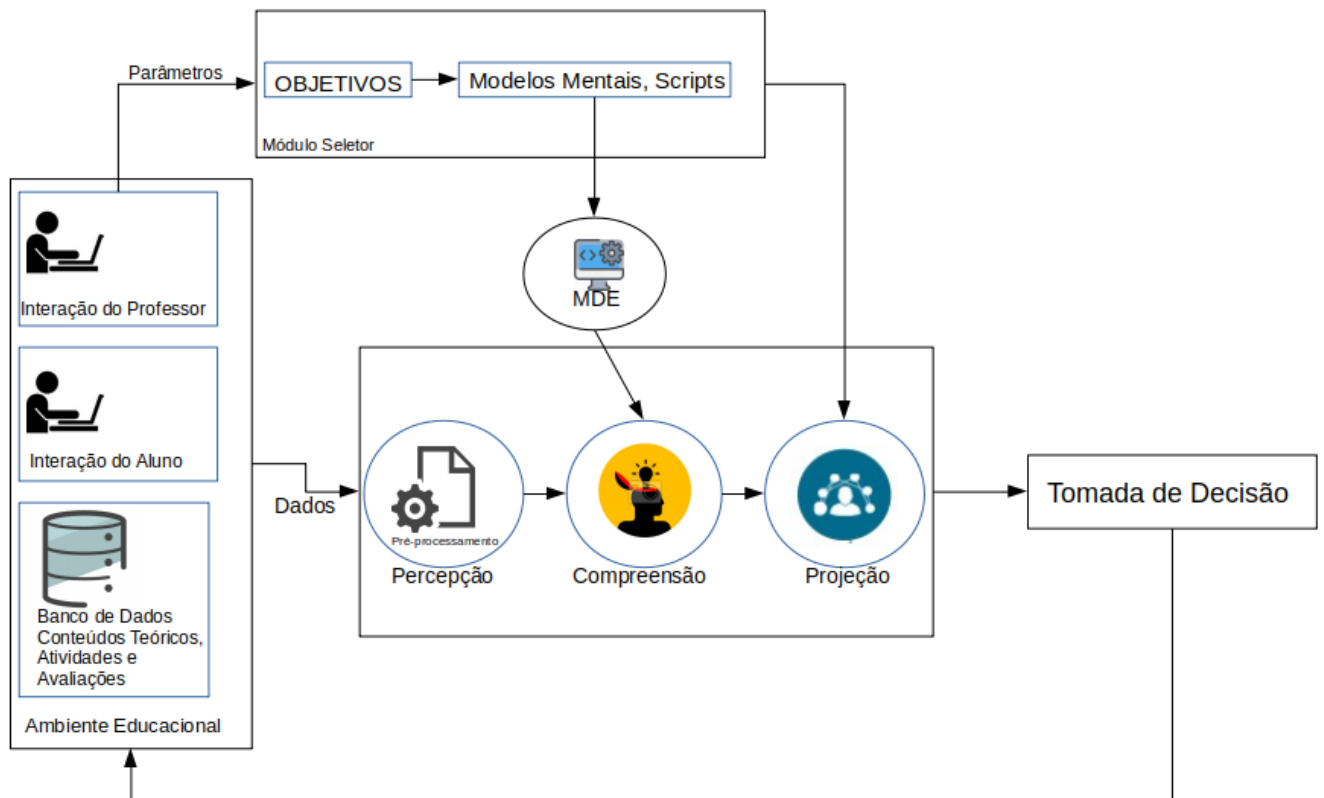 Parâmetros
OBJETIVOS
Modelos Mentais, Scripts
Módulo Seletor
Interação do Professor
MDE
Interação do Aluno
Dados
Pré-processamento
Percepção
Compreensão
Projeção
Tomada de Decisão
Banco de Dados
Conteúdos Teóricos,
Atividades e
Avaliações
Ambiente Educacional